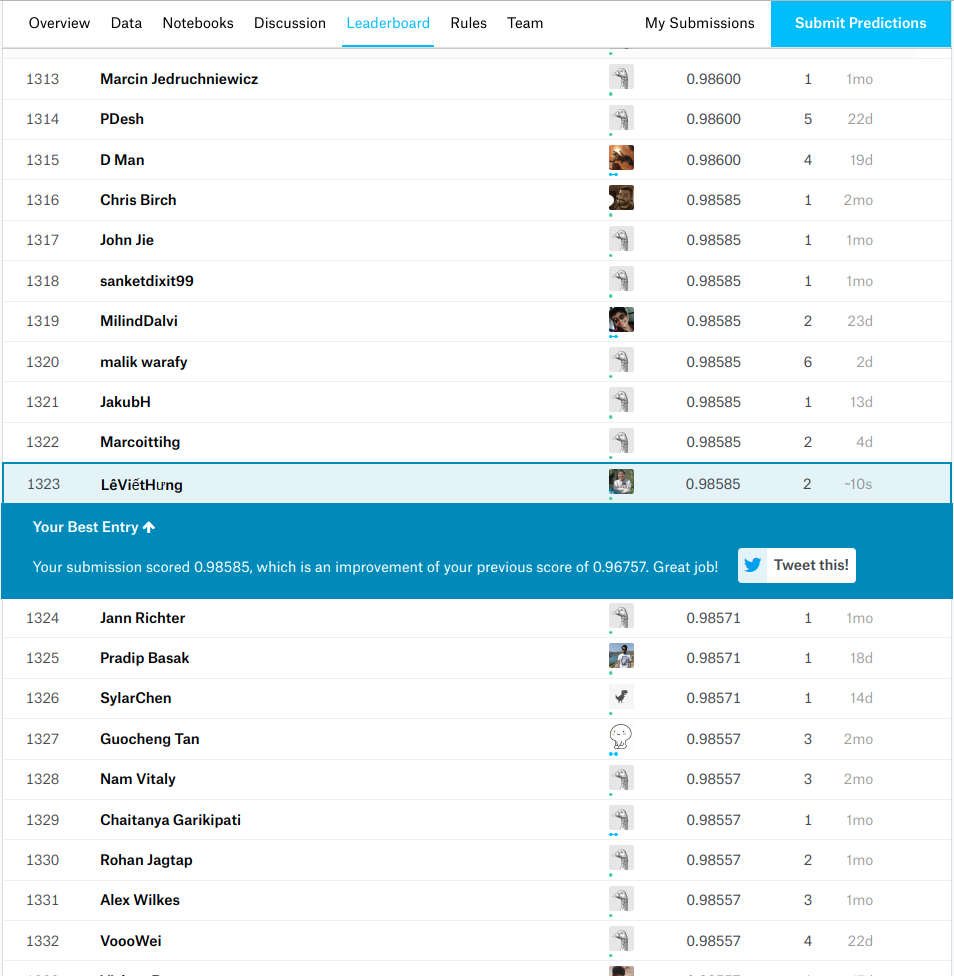 Overview Data Notebooks Discussion Leaderboard Rules Team My Submissions Submit Predictions
1313 Marcin Jedruchniewicz 0.98600 1 1mo
1314 PDesh 0.98600 5 22d
1315 D Man 0.98600 4 19d
1316 Chris Birch 0.98585 1 2mo
1317 John Jie 0.98585 1 1mo
1318 sanketdixit99 0.98585 1 1mo
1319 MilindDalvi 0.98585 2 23d
1320 malik warafy 0.98585 6 2d
1321 JakubH 0.98585 1 13d
1322 Marcoittihg 0.98585 2 4d
1323 LêViếtHưng 0.98585 2 ~10s
Your Best Entry ↑
Your submission scored 0.98585, which is an improvement of your previous score of 0.96757. Great job! Tweet this!
1324 Jann Richter 0.98571 1 1mo
1325 Pradip Basak 0.98571 1 18d
1326 SylarChen 0.98571 1 14d
1327 Guocheng Tan 0.98557 3 2mo
1328 Nam Vitaly 0.98557 3 2mo
1329 Chaitanya Garikipati 0.98557 1 1mo
1330 Rohan Jagtap 0.98557 2 1mo
1331 Alex Wilkes 0.98557 3 1mo
1332 VoooWei 0.98557 4 22d